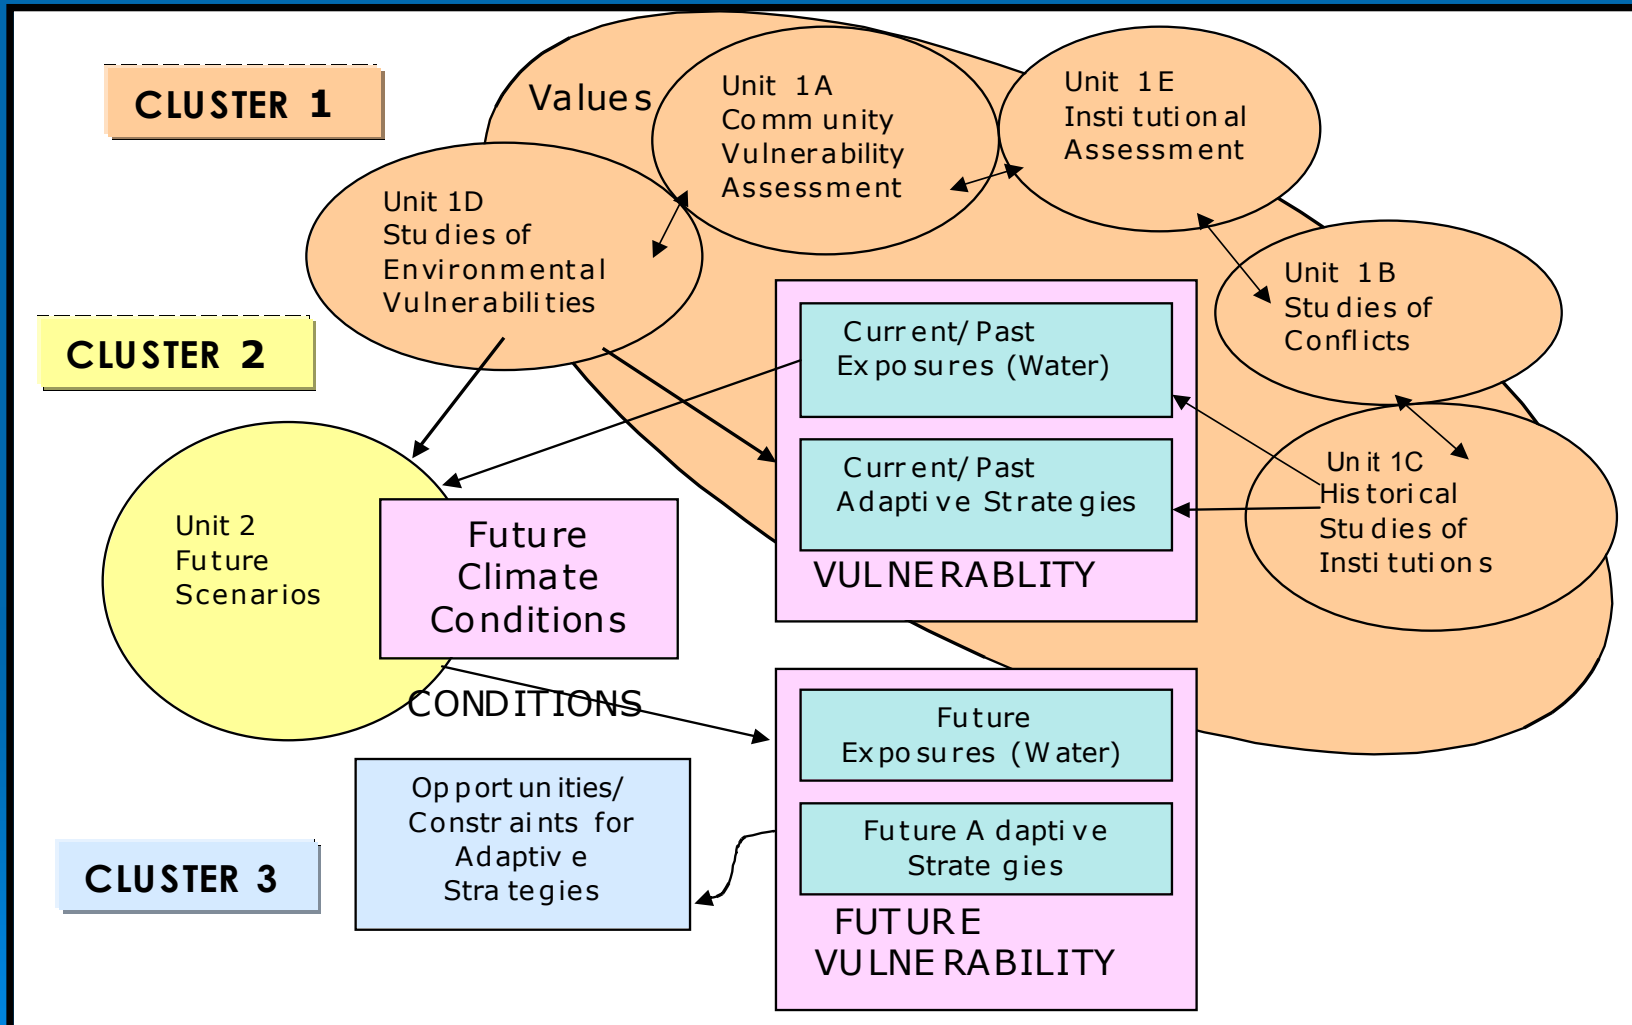 CLUSTER 1
Values
Unit 1A
Community
Vulnerability
Assessment
Unit 1E
Institutional
Assessment
Unit 1D
Studies of
Environmental
Vulnerabilities
Unit 1B
Studies of
Conflicts
CLUSTER 2
Current/Past
Exposures (Water)
Current/Past
Adaptive Strategies
VULNERABLITY
Unit 1C
Historical
Studies of
Institutions
Unit 2
Future
Scenarios
Future
Climate
Conditions
CONDITIONS
Future
Exposures (Water)
Future Adaptive
Strategies
FUTURE
VULNERABILITY
Opportunities/
Constraints for
Adaptive
Strategies
CLUSTER 3